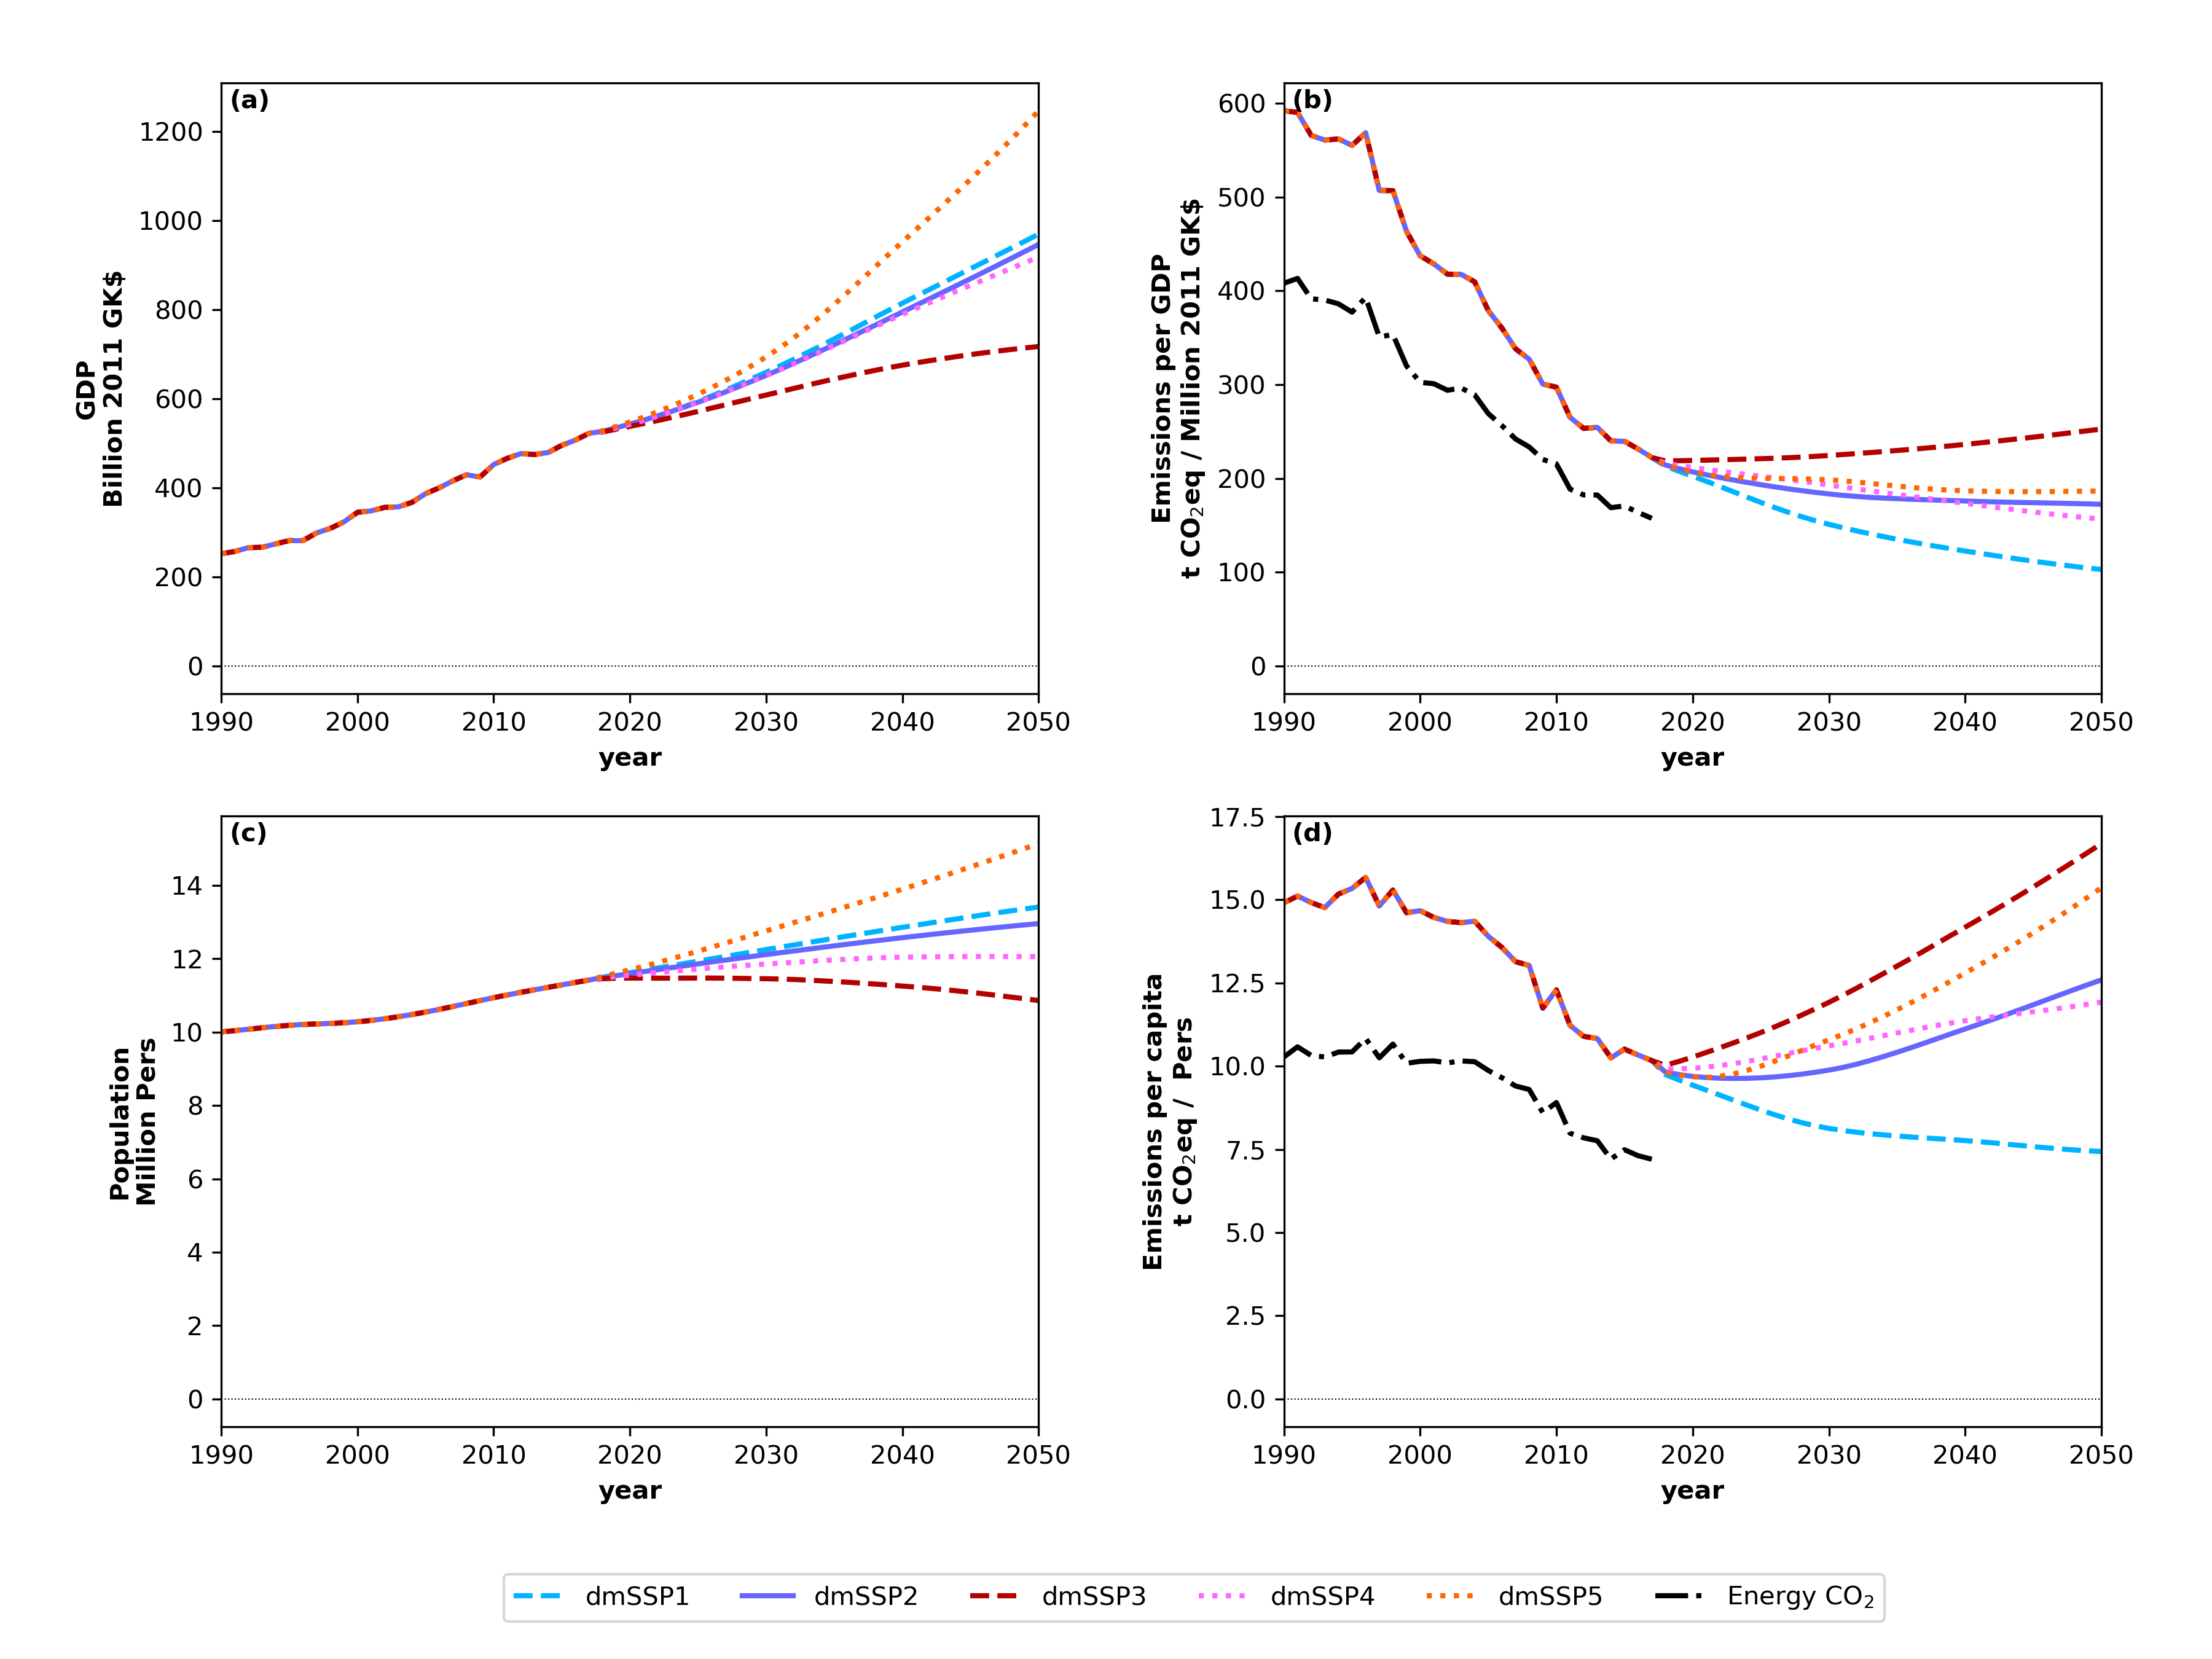 (a)
1200
1000
800
600
400
200
0
GDP
Billion 2011 GK$
1990 2000 2010 2020 2030 2040 2050
year
(b)
600
500
400
300
200
100
0
Emissions per GDP
t CO₂eq / Million 2011 GK$
1990 2000 2010 2020 2030 2040 2050
year
(c)
14
12
10
8
6
4
2
0
Population
Million Pers
1990 2000 2010 2020 2030 2040 2050
year
(d)
17.5
15.0
12.5
10.0
7.5
5.0
2.5
0.0
Emissions per capita
t CO₂eq / Pers
1990 2000 2010 2020 2030 2040 2050
year
dmSSP1 dmSSP2 dmSSP3 dmSSP4 dmSSP5 Energy CO₂